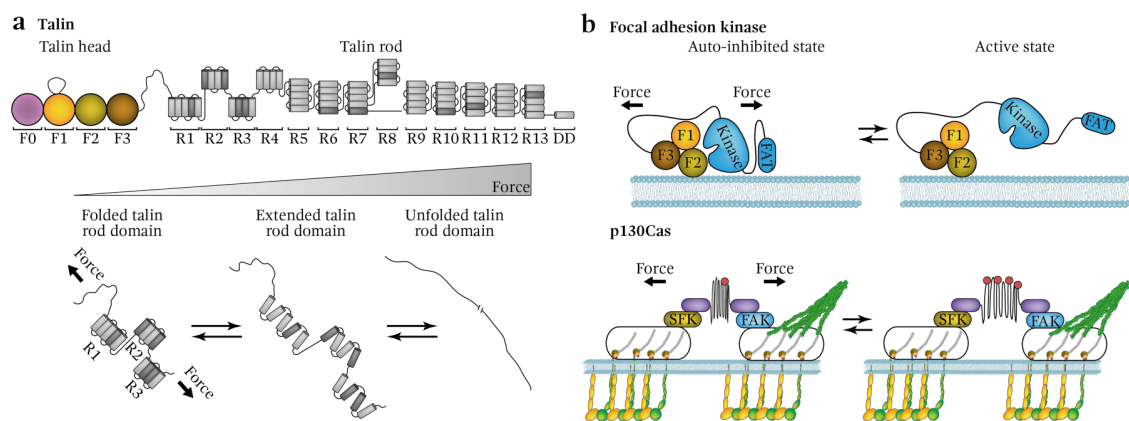 a Talin
Talin head
Talin rod
F0 F1 F2 F3
R1 R2 R3 R4 R5 R6 R7 R8 R9 R10 R11 R12 R13 DD
Force
Folded talin
rod domain
Extended talin
rod domain
Unfolded talin
rod domain
Force
R1
R2
R3
Force
b Focal adhesion kinase
Auto-inhibited state
Active state
Force
Force
F1
F3
F2
Kinase
FAT
F1
F3
F2
Kinase
FAT
p130Cas
Force
Force
SFK
FAK
SFK
FAK